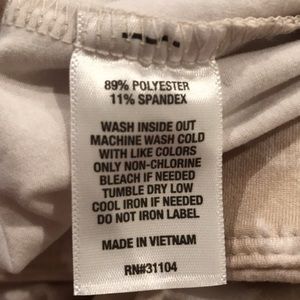 89% POLYESTER
11% SPANDEX
WASH INSIDE OUT
MACHINE WASH COLD
WITH LIKE COLORS
ONLY NON-CHLORINE
BLEACH IF NEEDED
TUMBLE DRY LOW
COOL IRON IF NEEDED
DO NOT IRON LABEL
MADE IN VIETNAM
RN#31104